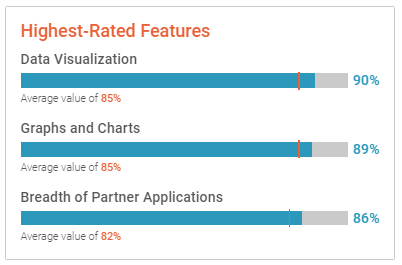 Highest-Rated Features
Data Visualization
90%
Average value of 85%
Graphs and Charts
89%
Average value of 85%
Breadth of Partner Applications
86%
Average value of 82%